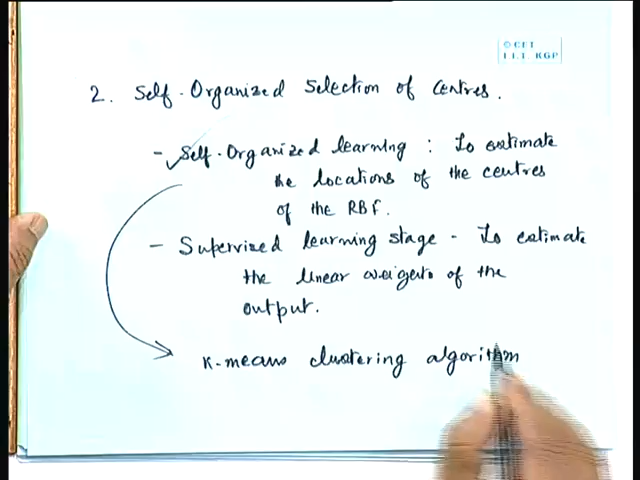 © CET
I.I.T. KGP
2. Self-Organized Selection of Centres.
- Self-Organized learning : To estimate
the locations of the centres
of the RBF.
- Supervised learning stage - To estimate
the linear weights of the
output.
K-means clustering algorithm